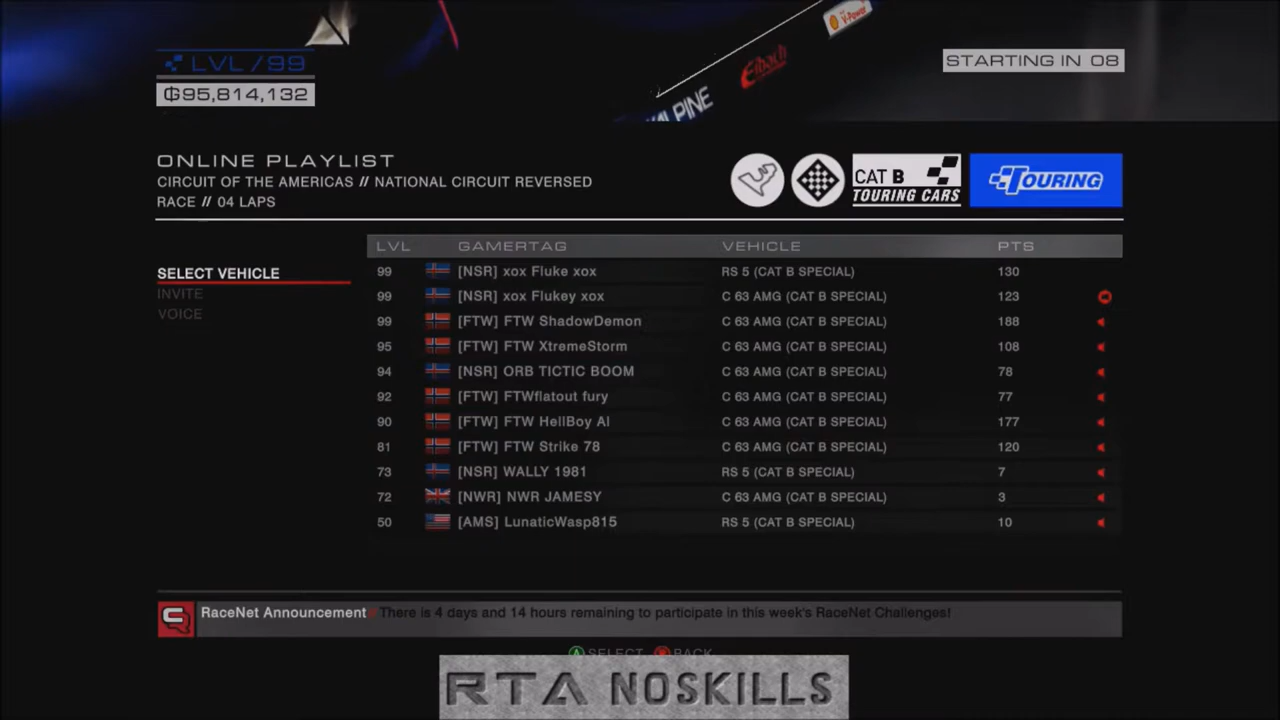 V-Power
Eibach
ALPINE
LVL / 99
95,814,132
STARTING IN 08
ONLINE PLAYLIST
CIRCUIT OF THE AMERICAS // NATIONAL CIRCUIT REVERSED
RACE // 04 LAPS
CAT B
TOURING CARS
TOURING
LVL GAMERTAG VEHICLE PTS
SELECT VEHICLE
INVITE
VOICE
99 [NSR] xox Fluke xox RS 5 (CAT B SPECIAL) 130
99 [NSR] xox Flukey xox C 63 AMG (CAT B SPECIAL) 123
99 [FTW] FTW ShadowDemon C 63 AMG (CAT B SPECIAL) 188
95 [FTW] FTW XtremeStorm C 63 AMG (CAT B SPECIAL) 108
94 [NSR] ORB TICTIC BOOM C 63 AMG (CAT B SPECIAL) 78
92 [FTW] FTWflatout fury C 63 AMG (CAT B SPECIAL) 77
90 [FTW] FTW HellBoy Al C 63 AMG (CAT B SPECIAL) 177
81 [FTW] FTW Strike 78 C 63 AMG (CAT B SPECIAL) 120
73 [NSR] WALLY 1981 RS 5 (CAT B SPECIAL) 7
72 [NWR] NWR JAMESY C 63 AMG (CAT B SPECIAL) 3
50 [AMS] LunaticWasp815 RS 5 (CAT B SPECIAL) 10
RaceNet Announcement There is 4 days and 14 hours remaining to participate in this week's RaceNet Challenges!
A SELECT B BACK
RTA NOSKILLS